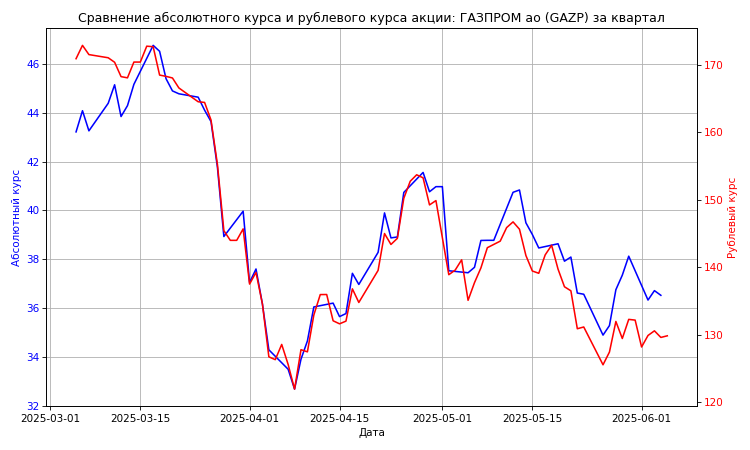 Сравнение абсолютного курса и рублевого курса акции: ГАЗПРОМ ао (GAZP) за квартал
46
44
42
40
38
36
34
32
Абсолютный курс
170
160
150
140
130
120
Рублевый курс
2025-03-01 2025-03-15 2025-04-01 2025-04-15 2025-05-01 2025-05-15 2025-06-01
Дата